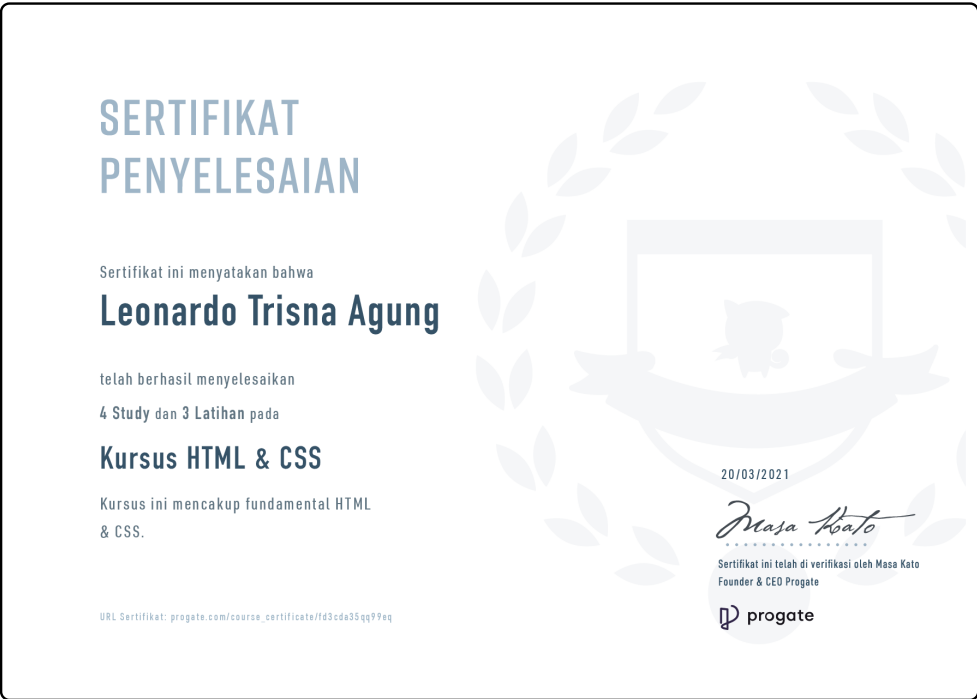 SERTIFIKAT
PENYELESAIAN
Sertifikat ini menyatakan bahwa
Leonardo Trisna Agung
telah berhasil menyelesaikan
4 Study dan 3 Latihan pada
Kursus HTML & CSS
Kursus ini mencakup fundamental HTML
& CSS.
20/03/2021
Masa Kato
Sertifikat ini telah di verifikasi oleh Masa Kato
Founder & CEO Progate
URL Sertifikat: progate.com/course_certificate/fd3cda35qq99eq
progate